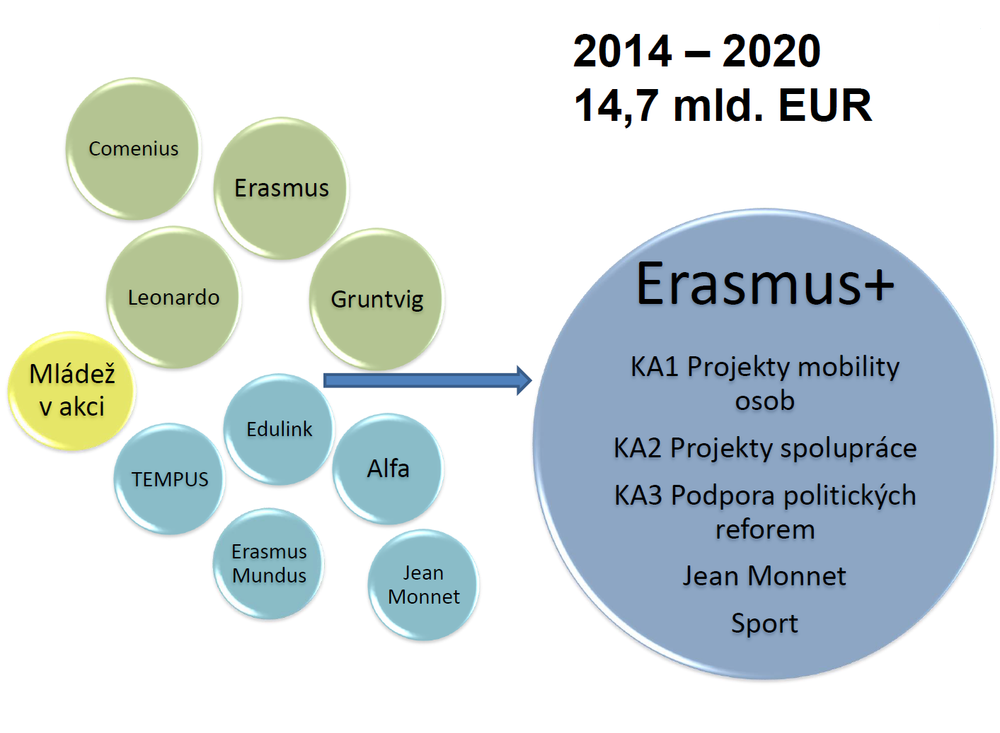 2014 – 2020
14,7 mld. EUR
Comenius
Erasmus
Leonardo
Gruntvig
Mládež
v akci
Edulink
TEMPUS
Alfa
Erasmus
Mundus
Jean
Monnet
Erasmus+
KA1 Projekty mobility
osob
KA2 Projekty spolupráce
KA3 Podpora politických
reforem
Jean Monnet
Sport